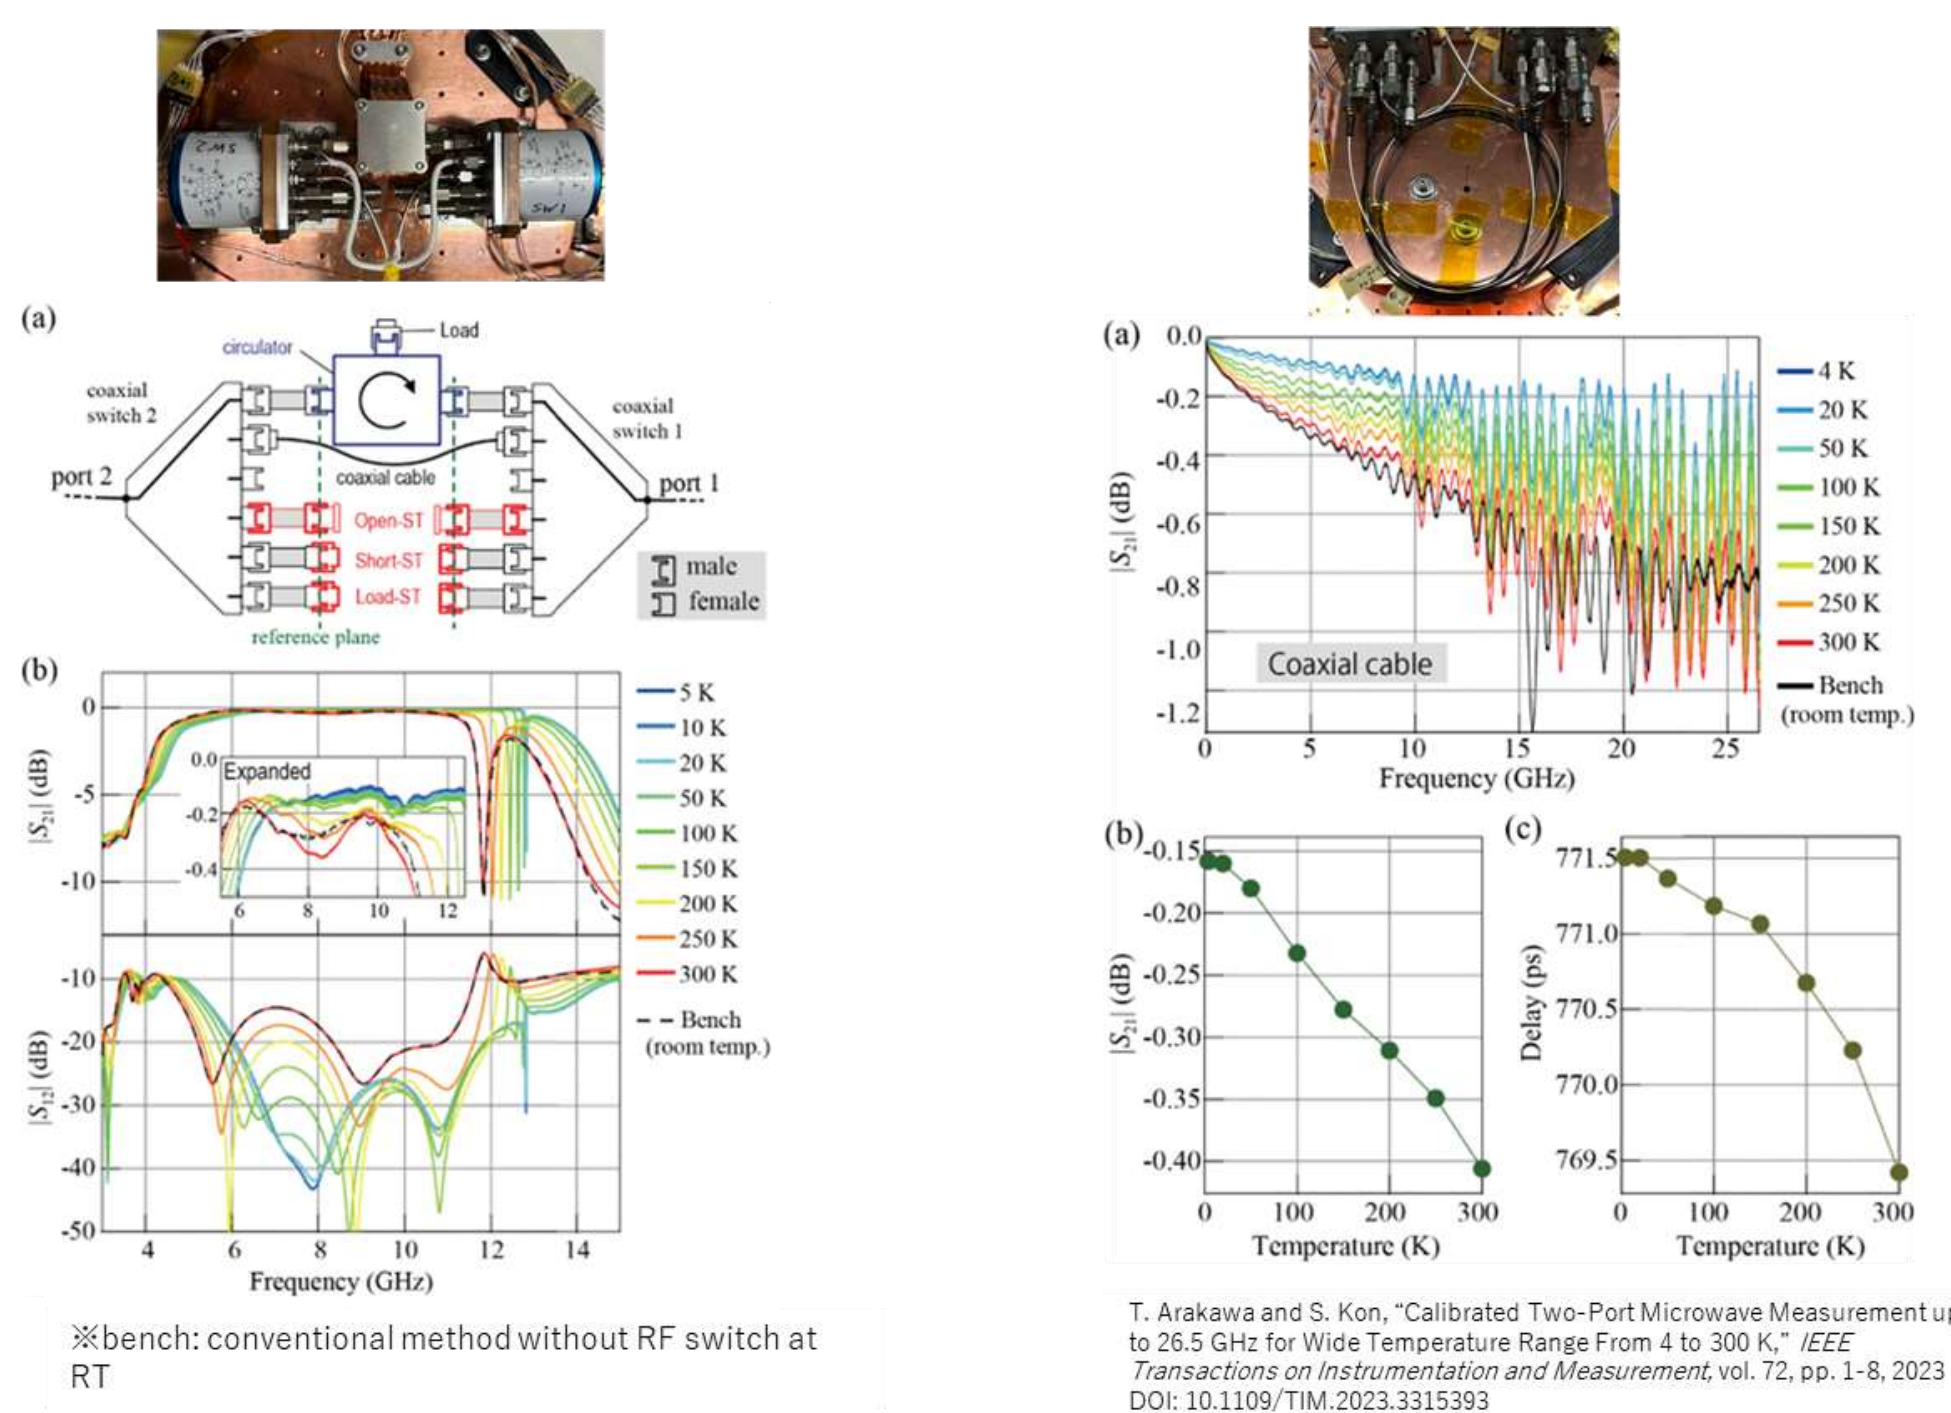 2MS
SW1
(a)
Load
circulator
coaxial
switch 2
coaxial
switch 1
port 2
port 1
coaxial cable
Open-ST
Short-ST
Load-ST
reference plane
male
female
(b)
|S21| (dB)
0
-5
-10
Expanded
0.0
-0.2
-0.4
6 8 10 12
|S12| (dB)
-10
-20
-30
-40
-50
4 6 8 10 12 14
Frequency (GHz)
5 K
10 K
20 K
50 K
100 K
150 K
200 K
250 K
300 K
Bench
(room temp.)
※bench: conventional method without RF switch at
RT
(a)
|S21| (dB)
0.0
-0.2
-0.4
-0.6
-0.8
-1.0
-1.2
Coaxial cable
0 5 10 15 20 25
Frequency (GHz)
4 K
20 K
50 K
100 K
150 K
200 K
250 K
300 K
Bench
(room temp.)
(b)
|S21| (dB)
-0.15
-0.20
-0.25
-0.30
-0.35
-0.40
0 100 200 300
Temperature (K)
(c)
Delay (ps)
771.5
771.0
770.5
770.0
769.5
0 100 200 300
Temperature (K)
T. Arakawa and S. Kon, “Calibrated Two-Port Microwave Measurement up
to 26.5 GHz for Wide Temperature Range From 4 to 300 K,” IEEE
Transactions on Instrumentation and Measurement, vol. 72, pp. 1-8, 2023
DOI: 10.1109/TIM.2023.3315393